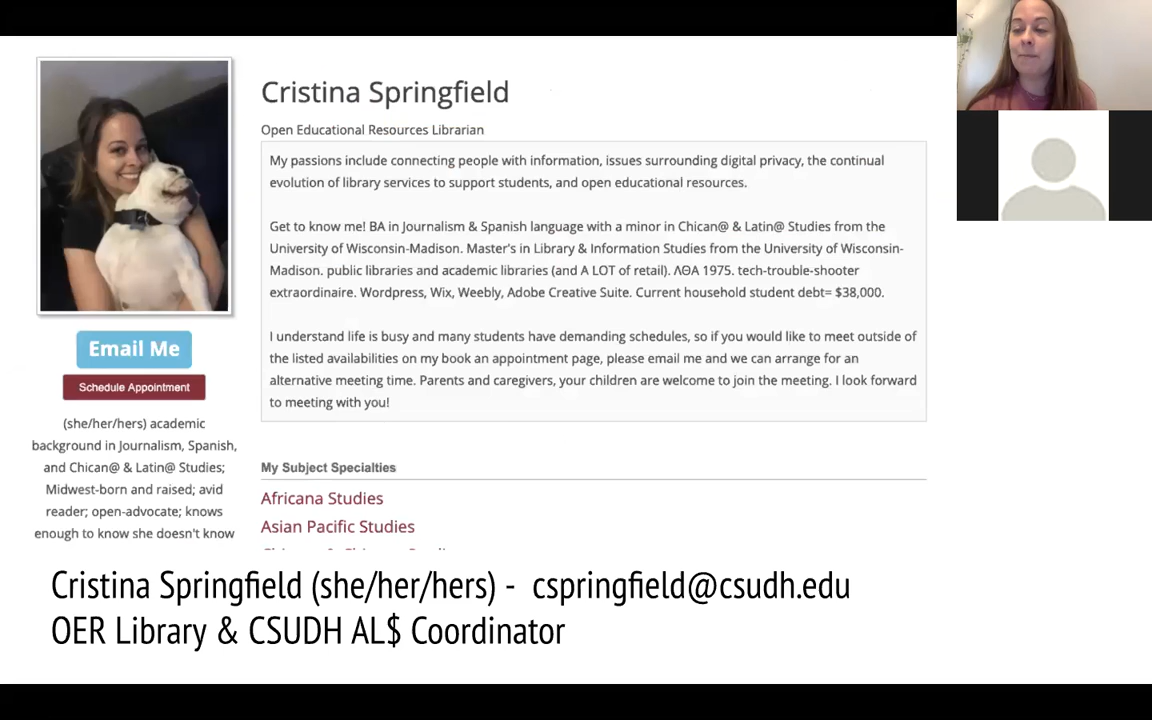 Cristina Springfield
Open Educational Resources Librarian
My passions include connecting people with information, issues surrounding digital privacy, the continual
evolution of library services to support students, and open educational resources.
Get to know me! BA in Journalism & Spanish language with a minor in Chican@ & Latin@ Studies from the
University of Wisconsin-Madison. Master's in Library & Information Studies from the University of Wisconsin-
Madison. public libraries and academic libraries (and A LOT of retail). ΛΘΑ 1975. tech-trouble-shooter
extraordinaire. Wordpress, Wix, Weebly, Adobe Creative Suite. Current household student debt= $38,000.
I understand life is busy and many students have demanding schedules, so if you would like to meet outside of
the listed availabilities on my book an appointment page, please email me and we can arrange for an
alternative meeting time. Parents and caregivers, your children are welcome to join the meeting. I look forward
to meeting with you!
Email Me
Schedule Appointment
(she/her/hers) academic
background in Journalism, Spanish,
and Chican@ & Latin@ Studies;
Midwest-born and raised; avid
reader; open-advocate; knows
enough to know she doesn't know
My Subject Specialties
Africana Studies
Asian Pacific Studies
Cristina Springfield (she/her/hers) - cspringfield@csudh.edu
OER Library & CSUDH AL$ Coordinator